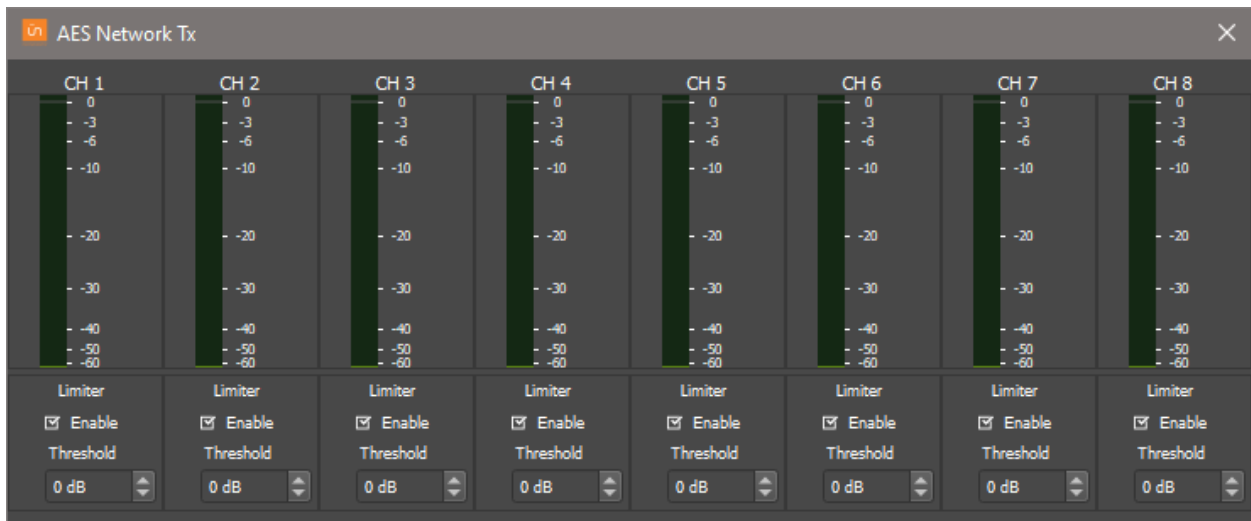 AES Network Tx
CH 1 CH 2 CH 3 CH 4 CH 5 CH 6 CH 7 CH 8
0 0 0 0 0 0 0 0
-3 -3 -3 -3 -3 -3 -3 -3
-6 -6 -6 -6 -6 -6 -6 -6
-10 -10 -10 -10 -10 -10 -10 -10
-20 -20 -20 -20 -20 -20 -20 -20
-30 -30 -30 -30 -30 -30 -30 -30
-40 -40 -40 -40 -40 -40 -40 -40
-50 -50 -50 -50 -50 -50 -50 -50
-60 -60 -60 -60 -60 -60 -60 -60
Limiter Limiter Limiter Limiter Limiter Limiter Limiter Limiter
Enable Enable Enable Enable Enable Enable Enable Enable
Threshold Threshold Threshold Threshold Threshold Threshold Threshold Threshold
0 dB 0 dB 0 dB 0 dB 0 dB 0 dB 0 dB 0 dB